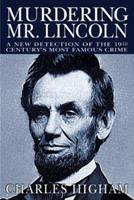 MURDERING
MR. LINCOLN
A NEW DETECTION OF THE 19TH
CENTURY'S MOST FAMOUS CRIME
CHARLES HIGHAM